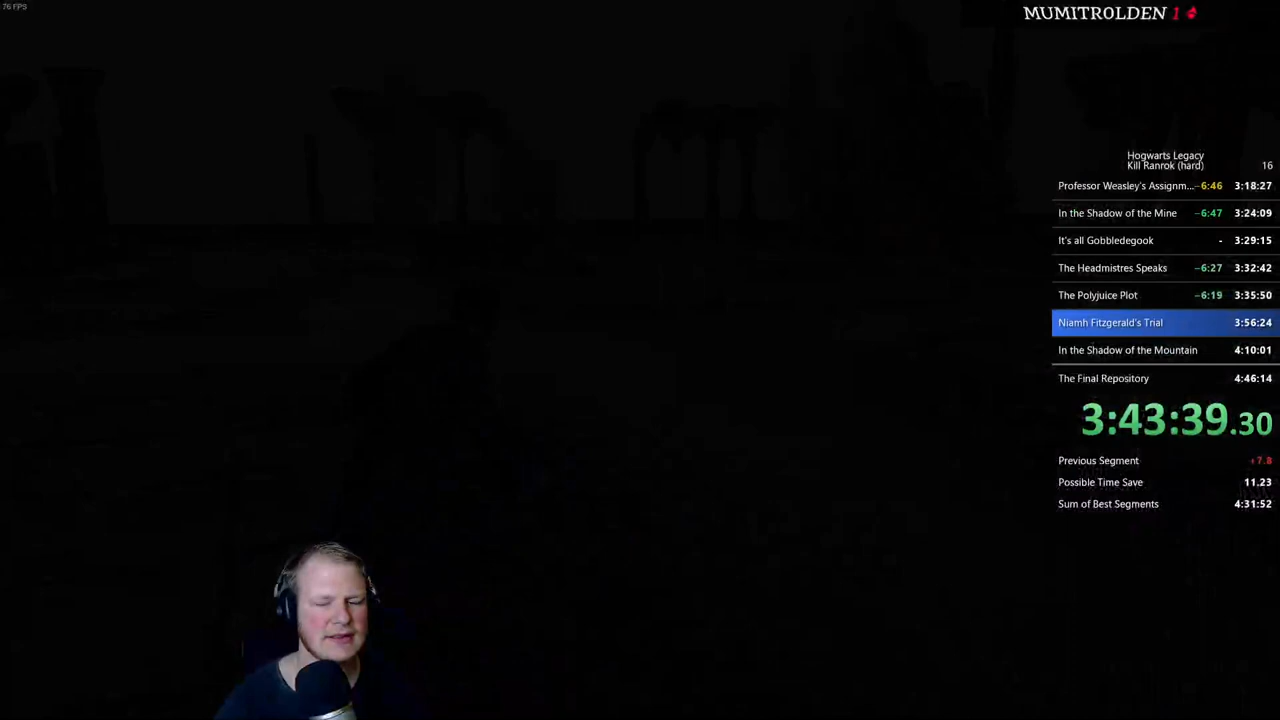 76 FPS
MUMITROLDEN 1
Hogwarts Legacy
Kill Ranrok (hard) 16
Professor Weasley's Assignm... −6:46 3:18:27
In the Shadow of the Mine −6:47 3:24:09
It's all Gobbledegook - 3:29:15
The Headmistres Speaks −6:27 3:32:42
The Polyjuice Plot −6:19 3:35:50
Niamh Fitzgerald's Trial 3:56:24
In the Shadow of the Mountain 4:10:01
The Final Repository 4:46:14
3:43:39.30
Previous Segment +7.8
Possible Time Save 11.23
Sum of Best Segments 4:31:52